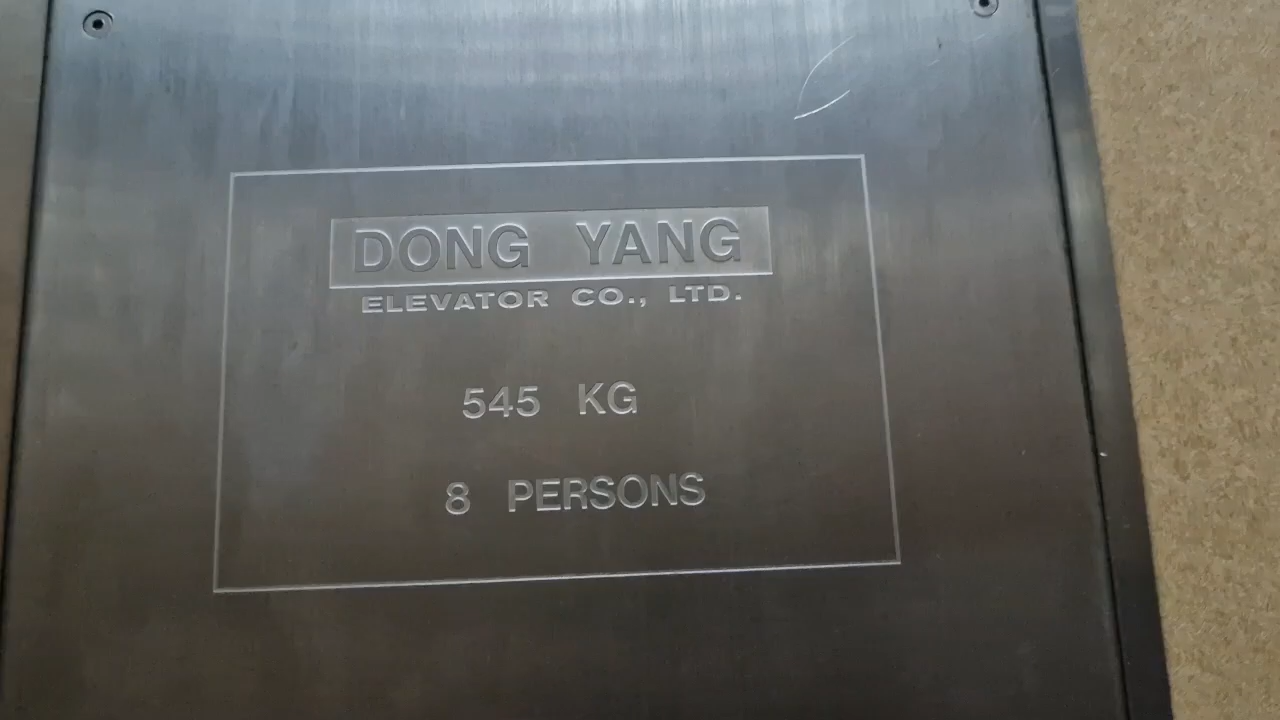 DONG YANG
ELEVATOR CO., LTD.
545 KG
8 PERSONS